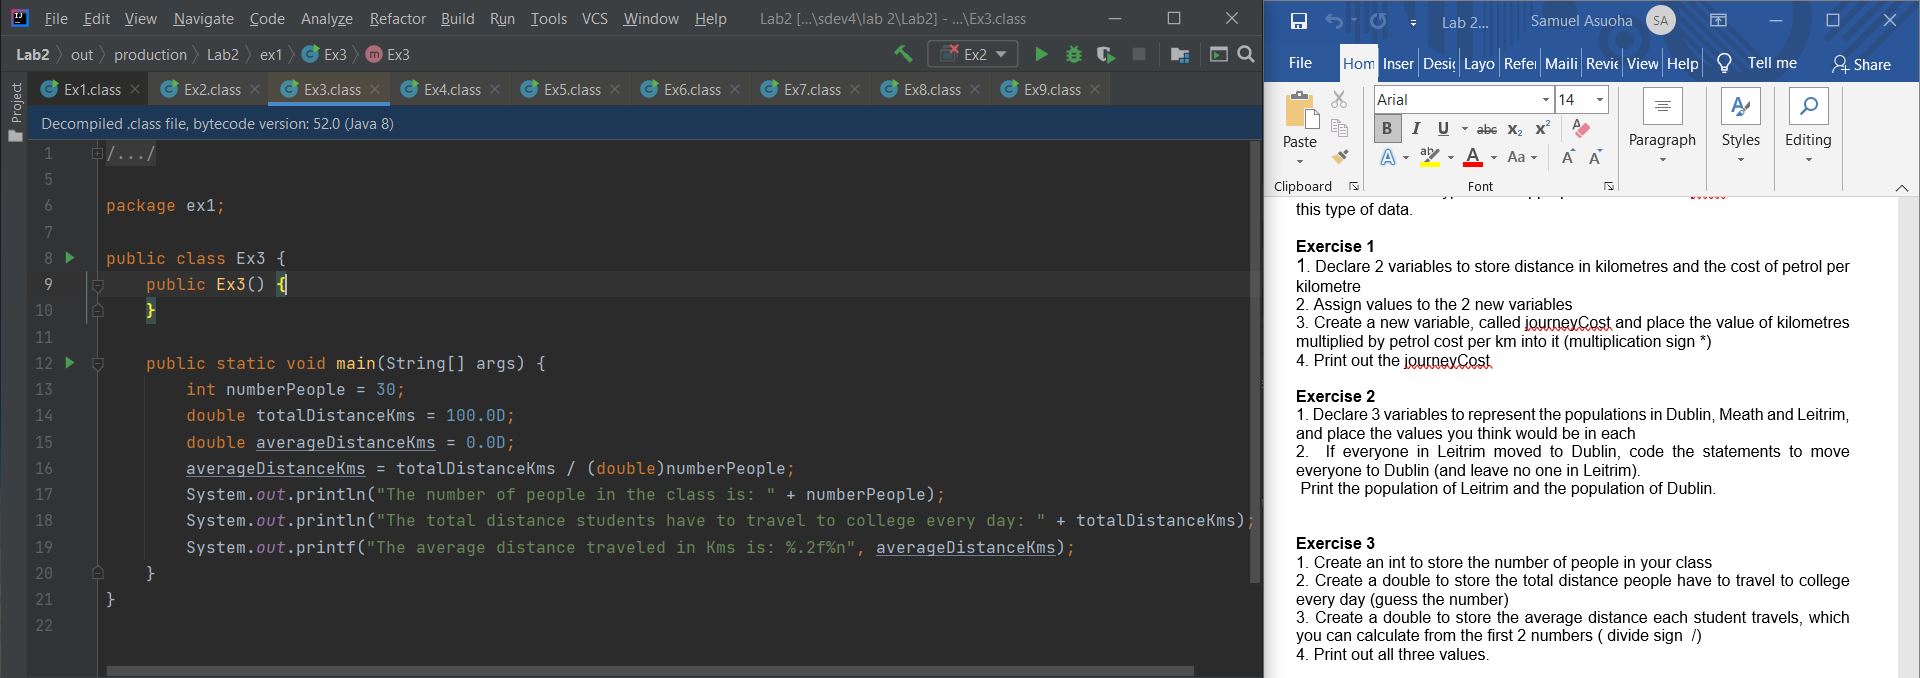 File Edit View Navigate Code Analyze Refactor Build Run Tools VCS Window Help Lab2 [...\sdev4\lab 2\Lab2] - ...\Ex3.class
Lab2 out production Lab2 ex1 Ex3 m Ex3 Ex2
Project
Ex1.class Ex2.class Ex3.class Ex4.class Ex5.class Ex6.class Ex7.class Ex8.class Ex9.class
Decompiled .class file, bytecode version: 52.0 (Java 8)
1 /.../
5
6 package ex1;
7
8 public class Ex3 {
9 public Ex3() {
10 }
11
12 public static void main(String[] args) {
13 int numberPeople = 30;
14 double totalDistanceKms = 100.0D;
15 double averageDistanceKms = 0.0D;
16 averageDistanceKms = totalDistanceKms / (double)numberPeople;
17 System.out.println("The number of people in the class is: " + numberPeople);
18 System.out.println("The total distance students have to travel to college every day: " + totalDistanceKms);
19 System.out.printf("The average distance traveled in Kms is: %.2f%n", averageDistanceKms);
20 }
21 }
22
Lab 2... Samuel Asuoha SA
File Hom Inser Desig Layo Refer Maili Revie View Help Tell me Share
Paste
Arial 14
B I U abc X₂ X²
A ab A Aa A A
Paragraph Styles Editing
Clipboard Font
this type of data.
Exercise 1
1. Declare 2 variables to store distance in kilometres and the cost of petrol per
kilometre
2. Assign values to the 2 new variables
3. Create a new variable, called journeyCost and place the value of kilometres
multiplied by petrol cost per km into it (multiplication sign *)
4. Print out the journeyCost
Exercise 2
1. Declare 3 variables to represent the populations in Dublin, Meath and Leitrim,
and place the values you think would be in each
2. If everyone in Leitrim moved to Dublin, code the statements to move
everyone to Dublin (and leave no one in Leitrim).
Print the population of Leitrim and the population of Dublin.
Exercise 3
1. Create an int to store the number of people in your class
2. Create a double to store the total distance people have to travel to college
every day (guess the number)
3. Create a double to store the average distance each student travels, which
you can calculate from the first 2 numbers ( divide sign /)
4. Print out all three values.